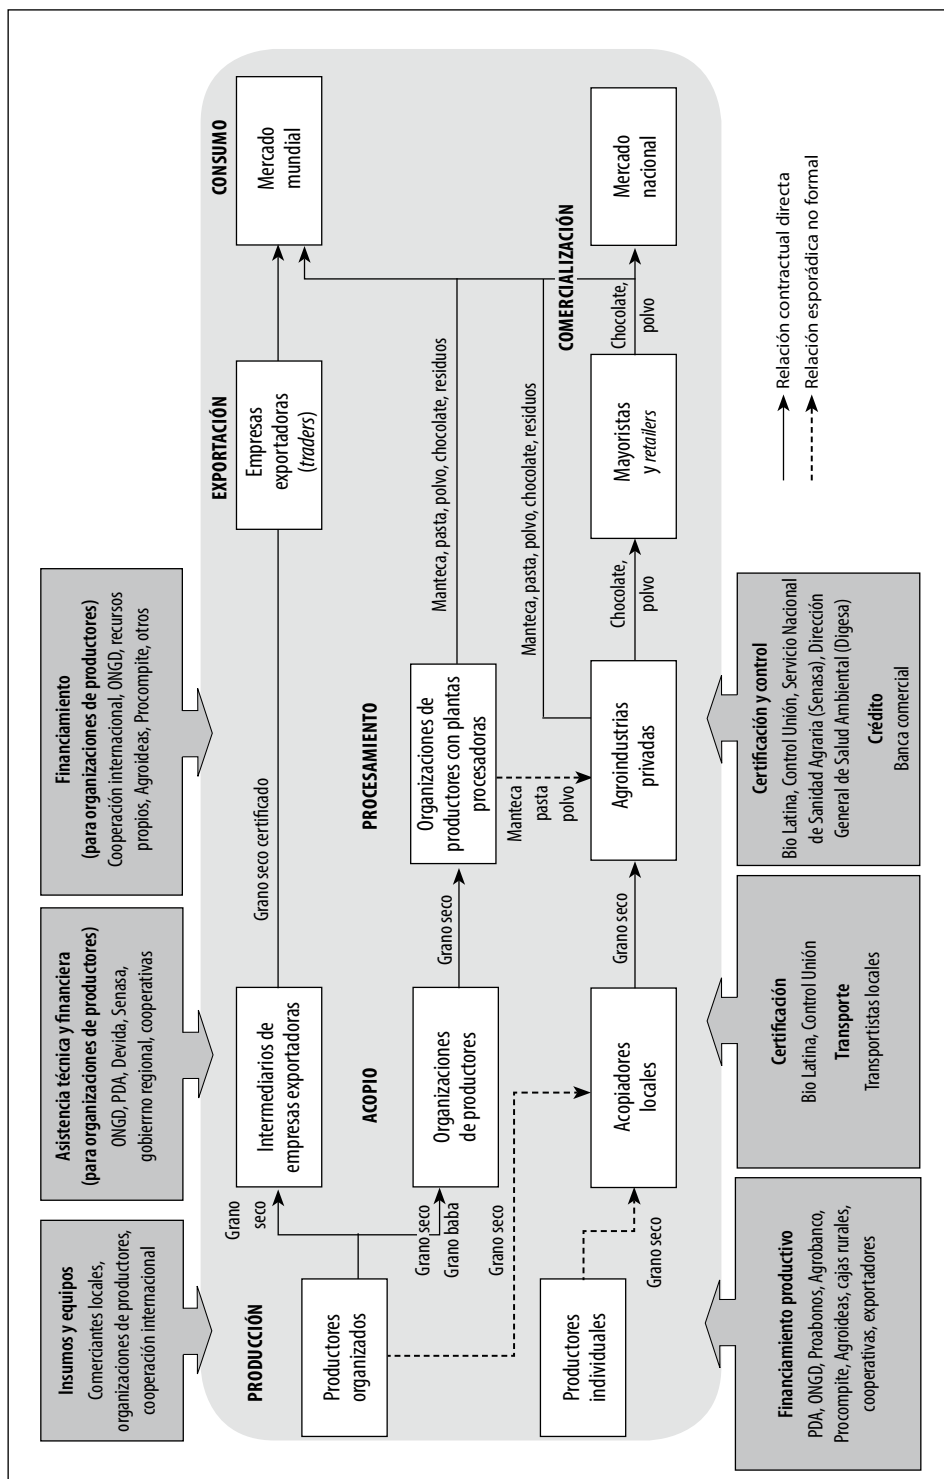 Insumos y equipos
Comerciantes locales,
organizaciones de productores,
cooperación internacional
Asistencia técnica y financiera
(para organizaciones de productores)
ONGD, PDA, Devida, Senasa,
gobierrno regional, cooperativas
Financiamiento
(para organizaciones de productores)
Cooperación internacional, ONGD, recursos
propios, Agroideas, Procompite, otros
PRODUCCIÓN
Productores
organizados
Productores
individuales
Grano
seco
Grano seco
Grano baba
Grano seco
Grano seco
ACOPIO
Intermediarios de
empresas exportadoras
Organizaciones
de productores
Acopiadores
locales
Grano seco certificado
Grano seco
Grano seco
PROCESAMIENTO
Organizaciones de
productores con plantas
procesadoras
Manteca
pasta
polvo
Agroindustrias
privadas
Manteca, pasta, polvo, chocolate, residuos
Manteca, pasta, polvo, chocolate, residuos
Chocolate,
polvo
EXPORTACIÓN
Empresas
exportadoras
(traders)
COMERCIALIZACIÓN
Mayoristas
y retailers
Chocolate,
polvo
CONSUMO
Mercado
mundial
Mercado
nacional
Financiamiento productivo
PDA, ONGD, Proabonos, Agrobanco,
Procompite, Agroideas, cajas rurales,
cooperativas, exportadores
Certificación
Bio Latina, Control Unión
Transporte
Transportistas locales
Certificación y control
Bio Latina, Control Unión, Servicio Nacional
de Sanidad Agraria (Senasa), Dirección
General de Salud Ambiental (Digesa)
Crédito
Banca comercial
Relación contractual directa
Relación esporádica no formal